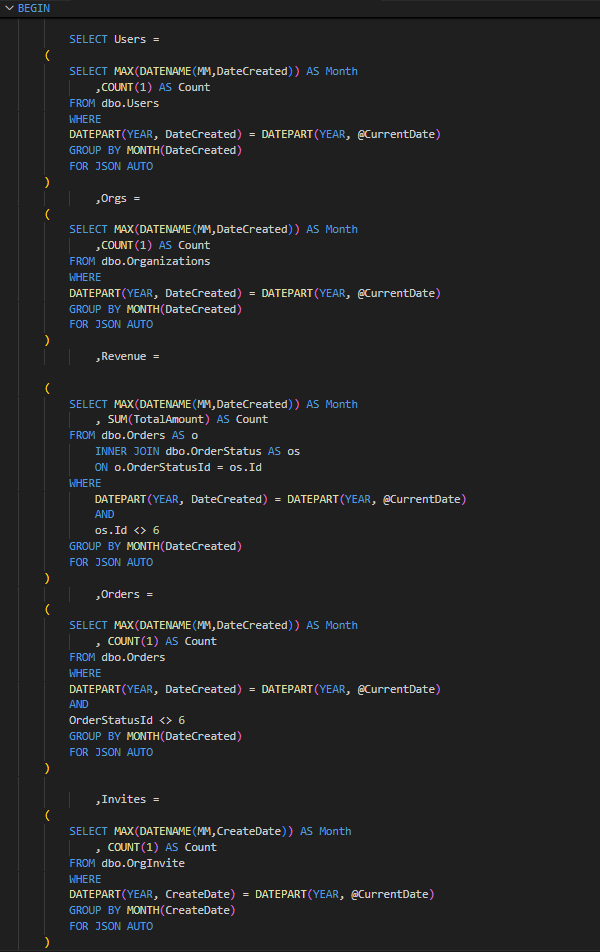 BEGIN
SELECT Users =
(
SELECT MAX(DATENAME(MM,DateCreated)) AS Month
,COUNT(1) AS Count
FROM dbo.Users
WHERE
DATEPART(YEAR, DateCreated) = DATEPART(YEAR, @CurrentDate)
GROUP BY MONTH(DateCreated)
FOR JSON AUTO
)
,Orgs =
(
SELECT MAX(DATENAME(MM,DateCreated)) AS Month
,COUNT(1) AS Count
FROM dbo.Organizations
WHERE
DATEPART(YEAR, DateCreated) = DATEPART(YEAR, @CurrentDate)
GROUP BY MONTH(DateCreated)
FOR JSON AUTO
)
,Revenue =
(
SELECT MAX(DATENAME(MM,DateCreated)) AS Month
, SUM(TotalAmount) AS Count
FROM dbo.Orders AS o
INNER JOIN dbo.OrderStatus AS os
ON o.OrderStatusId = os.Id
WHERE
DATEPART(YEAR, DateCreated) = DATEPART(YEAR, @CurrentDate)
AND
os.Id <> 6
GROUP BY MONTH(DateCreated)
FOR JSON AUTO
)
,Orders =
(
SELECT MAX(DATENAME(MM,DateCreated)) AS Month
, COUNT(1) AS Count
FROM dbo.Orders
WHERE
DATEPART(YEAR, DateCreated) = DATEPART(YEAR, @CurrentDate)
AND
OrderStatusId <> 6
GROUP BY MONTH(DateCreated)
FOR JSON AUTO
)
,Invites =
(
SELECT MAX(DATENAME(MM,CreateDate)) AS Month
, COUNT(1) AS Count
FROM dbo.OrgInvite
WHERE
DATEPART(YEAR, CreateDate) = DATEPART(YEAR, @CurrentDate)
GROUP BY MONTH(CreateDate)
FOR JSON AUTO
)